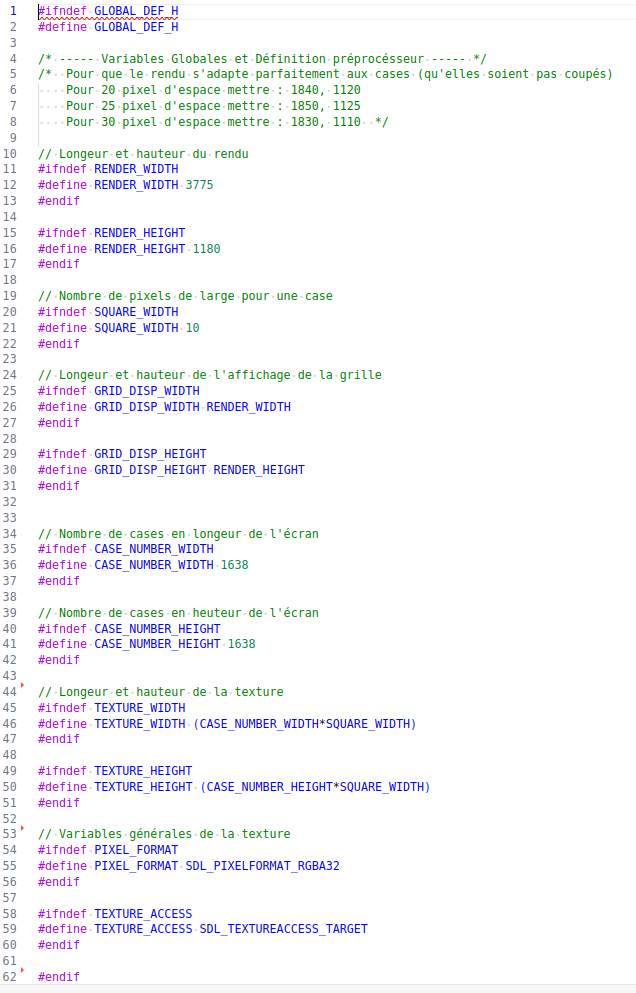 1 #ifndef GLOBAL_DEF_H
2 #define GLOBAL_DEF_H
3
4 /* ----- Variables Globales et Définition préprocésseur ----- */
5 /*  Pour que le rendu s'adapte parfaitement aux cases (qu'elles soient pas coupés)
6     Pour 20 pixel d'espace mettre : 1840, 1120
7     Pour 25 pixel d'espace mettre : 1850, 1125
8     Pour 30 pixel d'espace mettre : 1830, 1110  */
9
10 // Longeur et hauteur du rendu
11 #ifndef RENDER_WIDTH
12 #define RENDER_WIDTH 3775
13 #endif
14
15 #ifndef RENDER_HEIGHT
16 #define RENDER_HEIGHT 1180
17 #endif
18
19 // Nombre de pixels de large pour une case
20 #ifndef SQUARE_WIDTH
21 #define SQUARE_WIDTH 10
22 #endif
23
24 // Longeur et hauteur de l'affichage de la grille
25 #ifndef GRID_DISP_WIDTH
26 #define GRID_DISP_WIDTH RENDER_WIDTH
27 #endif
28
29 #ifndef GRID_DISP_HEIGHT
30 #define GRID_DISP_HEIGHT RENDER_HEIGHT
31 #endif
32
33
34 // Nombre de cases en longeur de l'écran
35 #ifndef CASE_NUMBER_WIDTH
36 #define CASE_NUMBER_WIDTH 1638
37 #endif
38
39 // Nombre de cases en heuteur de l'écran
40 #ifndef CASE_NUMBER_HEIGHT
41 #define CASE_NUMBER_HEIGHT 1638
42 #endif
43
44 // Longeur et hauteur de la texture
45 #ifndef TEXTURE_WIDTH
46 #define TEXTURE_WIDTH (CASE_NUMBER_WIDTH*SQUARE_WIDTH)
47 #endif
48
49 #ifndef TEXTURE_HEIGHT
50 #define TEXTURE_HEIGHT (CASE_NUMBER_HEIGHT*SQUARE_WIDTH)
51 #endif
52
53 // Variables générales de la texture
54 #ifndef PIXEL_FORMAT
55 #define PIXEL_FORMAT SDL_PIXELFORMAT_RGBA32
56 #endif
57
58 #ifndef TEXTURE_ACCESS
59 #define TEXTURE_ACCESS SDL_TEXTUREACCESS_TARGET
60 #endif
61
62 #endif